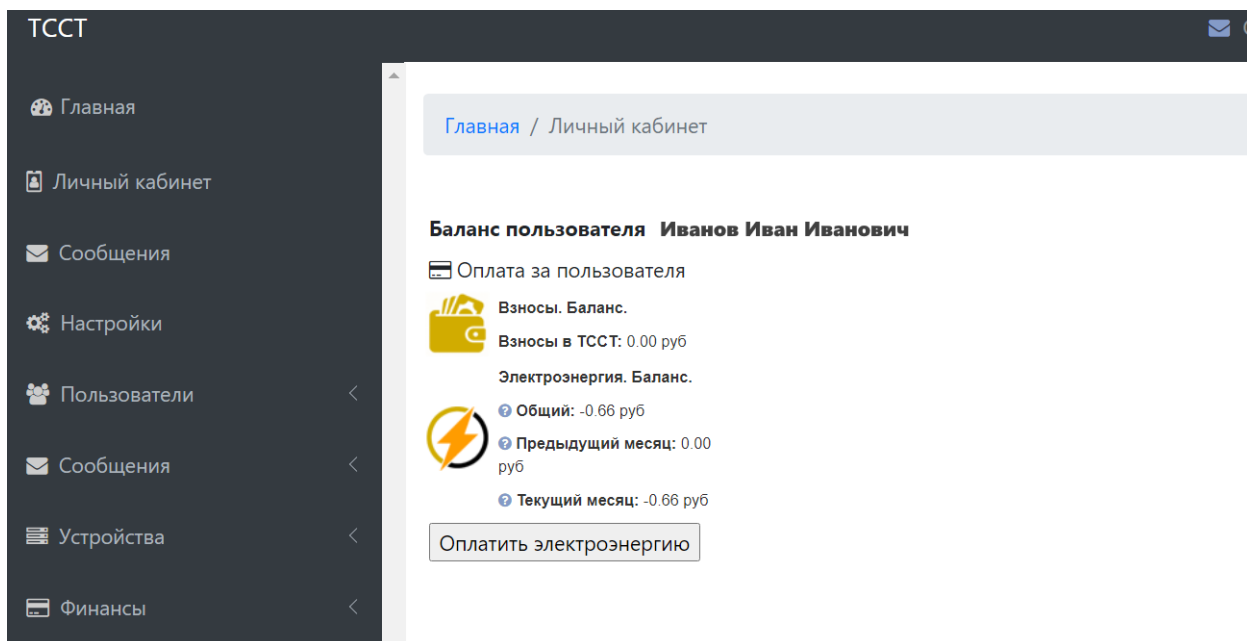 ТССТ
Главная
Личный кабинет
Сообщения
Настройки
Пользователи
Сообщения
Устройства
Финансы
Главная / Личный кабинет
Баланс пользователя Иванов Иван Иванович
Оплата за пользователя
Взносы. Баланс.
Взносы в ТССТ: 0.00 руб
Электроэнергия. Баланс.
Общий: -0.66 руб
Предыдущий месяц: 0.00
руб
Текущий месяц: -0.66 руб
Оплатить электроэнергию